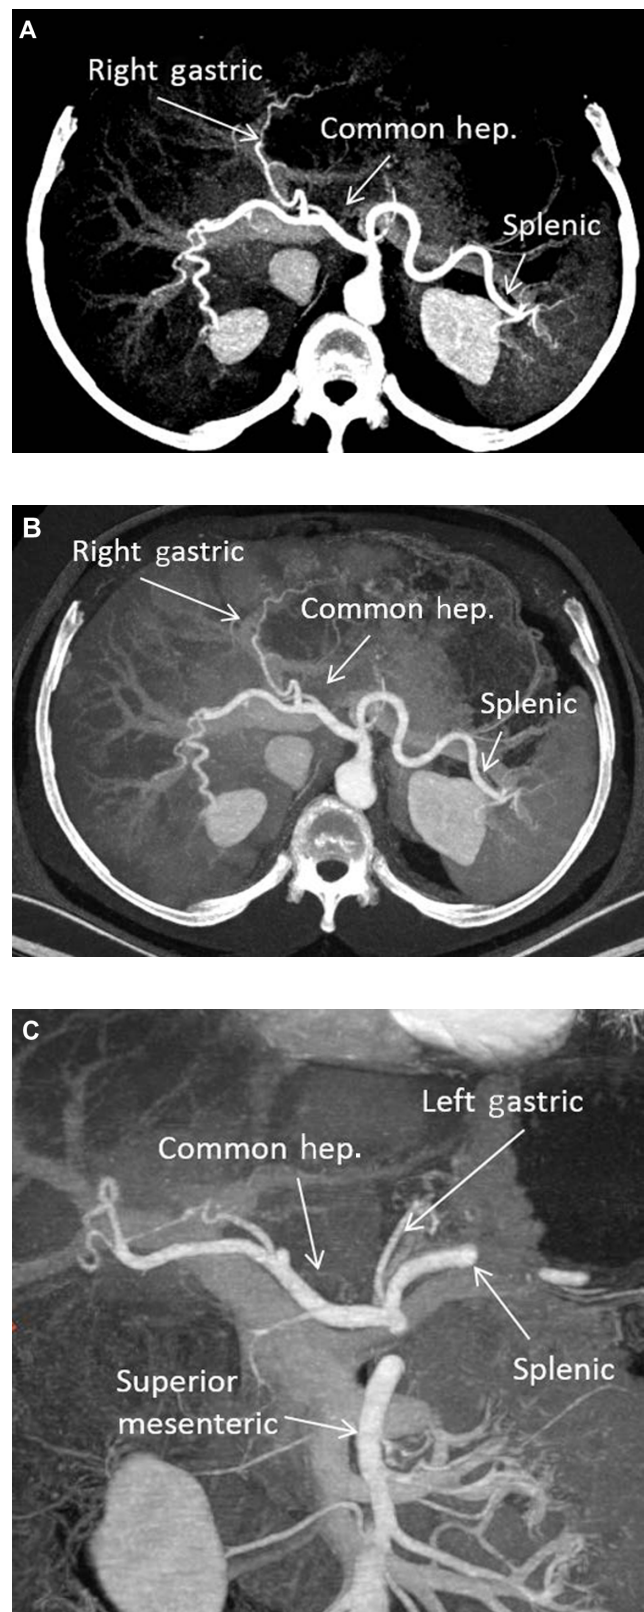 A
Right gastric
Common hep.
Splenic
B
Right gastric
Common hep.
Splenic
C
Left gastric
Common hep.
Superior
mesenteric
Splenic